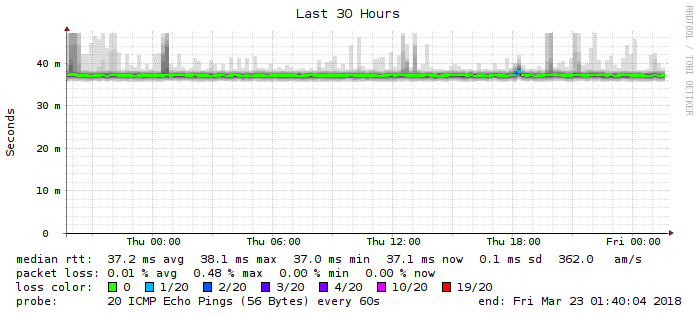 Last 30 Hours
RRDTOOL / TOBI OETIKER
Seconds
40 m
30 m
20 m
10 m
0
Thu 00:00 Thu 06:00 Thu 12:00 Thu 18:00 Fri 00:00
median rtt: 37.2 ms avg 38.1 ms max 37.0 ms min 37.1 ms now 0.1 ms sd 362.0 am/s
packet loss: 0.01 % avg 0.48 % max 0.00 % min 0.00 % now
loss color: 0 1/20 2/20 3/20 4/20 10/20 19/20
probe: 20 ICMP Echo Pings (56 Bytes) every 60s end: Fri Mar 23 01:40:04 2018